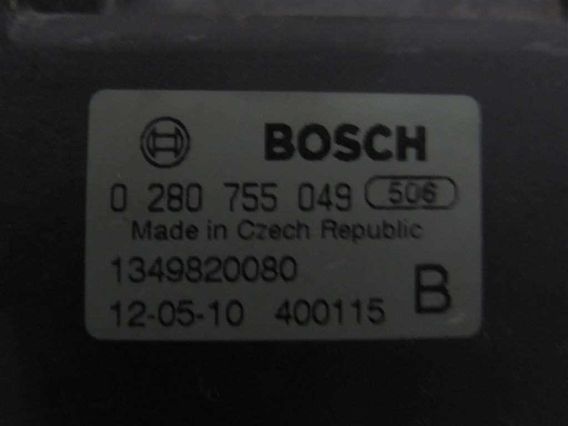 BOSCH
0 280 755 049 506
Made in Czech Republic
1349820080
12-05-10 400115 B